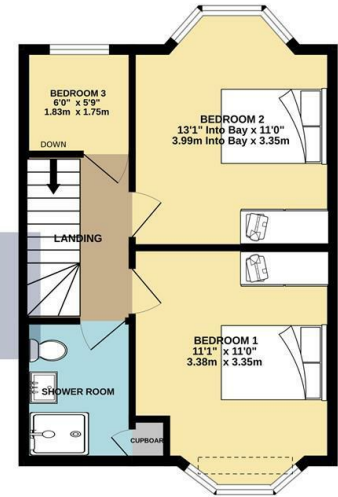 BEDROOM 3
6'0" x 5'9"
1.83m x 1.75m
BEDROOM 2
13'1" Into Bay x 11'0"
3.99m Into Bay x 3.35m
DOWN
LANDING
BEDROOM 1
11'1" x 11'0"
3.38m x 3.35m
SHOWER ROOM
CUPBOAR